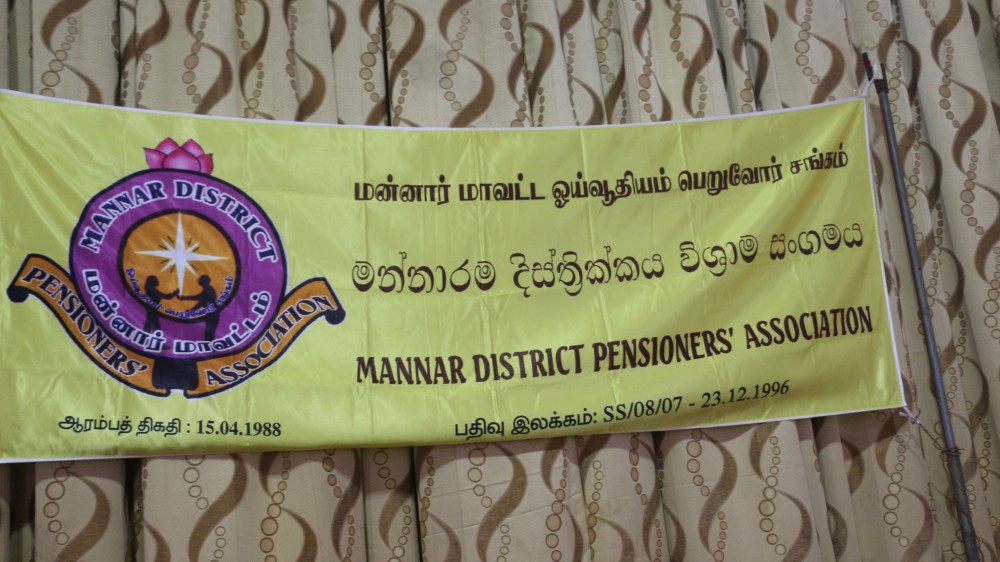 MANNAR DISTRICT
மன்னார் மாவட்டம்
PENSIONERS' ASSOCIATION
ஆரம்பத் திகதி : 15.04.1988
மன்னார் மாவட்ட ஓய்வூதியம் பெறுவோர் சங்கம்
මන්නාරම දිස්ත්‍රික්කය විශ්‍රාම සංගමය
MANNAR DISTRICT PENSIONERS' ASSOCIATION
பதிவு இலக்கம்: SS/08/07 - 23.12.1996